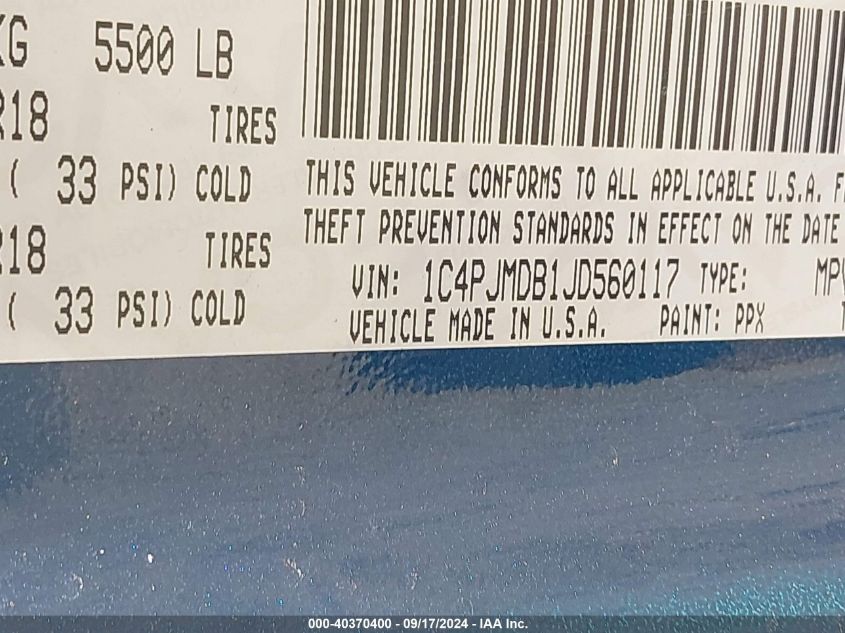 KG 5500 LB
R18 TIRES
( 33 PSI) COLD
R18 TIRES
( 33 PSI) COLD
THIS VEHICLE CONFORMS TO ALL APPLICABLE U.S.A.
THEFT PREVENTION STANDARDS IN EFFECT ON THE DATE
VIN: 1C4PJMDB1JD560117 TYPE: MPV
VEHICLE MADE IN U.S.A. PAINT: PPX
000-40370400 - 09/17/2024 - IAA Inc.